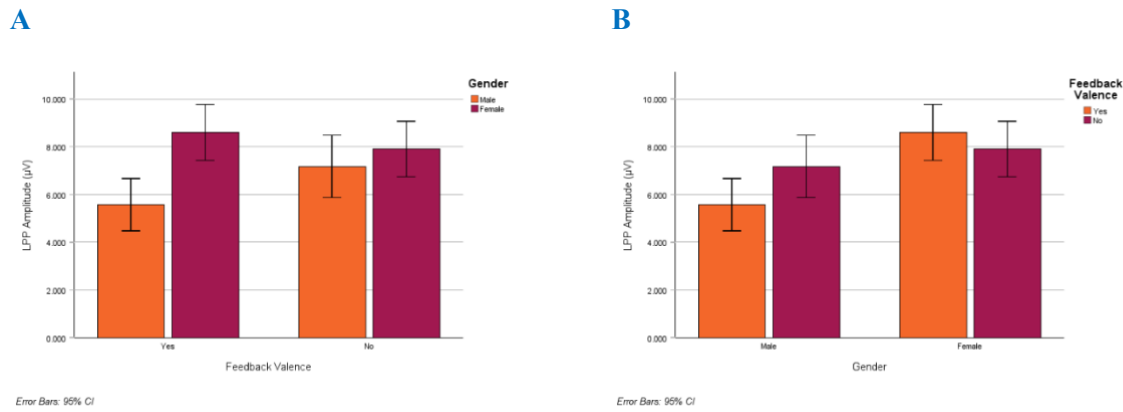 A
Gender
Male
Female
10.000
8.000
6.000
4.000
2.000
0.000
LPP Amplitude (µV)
Yes
No
Feedback Valence
Error Bars: 95% CI
B
Feedback
Valence
Yes
No
10.000
8.000
6.000
4.000
2.000
0.000
LPP Amplitude (µV)
Male
Female
Gender
Error Bars: 95% CI